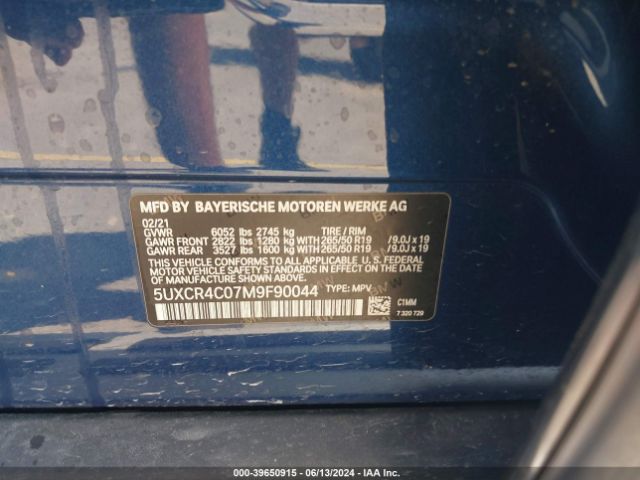 MFD BY BAYERISCHE MOTOREN WERKE AG
02/21
GVWR 6052 lbs 2745 kg TIRE / RIM
GAWR FRONT 2822 lbs 1280 kg WITH 265/50 R19 /9.0J x 19
GAWR REAR 3527 lbs 1600 kg WITH 265/50 R19 /9.0J x 19
THIS VEHICLE CONFORMS TO ALL APPLICABLE U.S. FEDERAL
MOTOR VEHICLE SAFETY STANDARDS IN EFFECT
ON THE DATE OF MANUFACTURE SHOWN ABOVE.
5UXCR4C07M9F90044 TYPE: MPV
C1MM
7 320 729
000-39650915 - 06/13/2024 - IAA Inc.